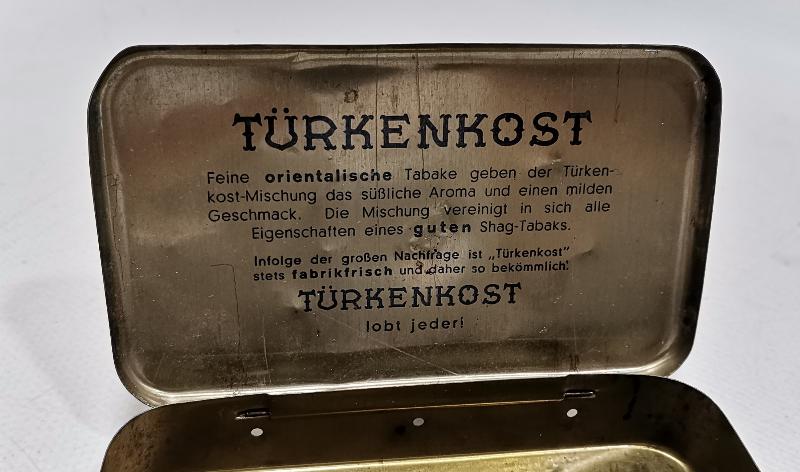 TÜRKENKOST
Feine orientalische Tabake geben der Türken-
kost-Mischung das süßliche Aroma und einen milden
Geschmack. Die Mischung vereinigt in sich alle
Eigenschaften eines guten Shag-Tabaks.
Infolge der großen Nachfrage ist „Türkenkost"
stets fabrikfrisch und daher so bekömmlich!
TÜRKENKOST
lobt jeder!